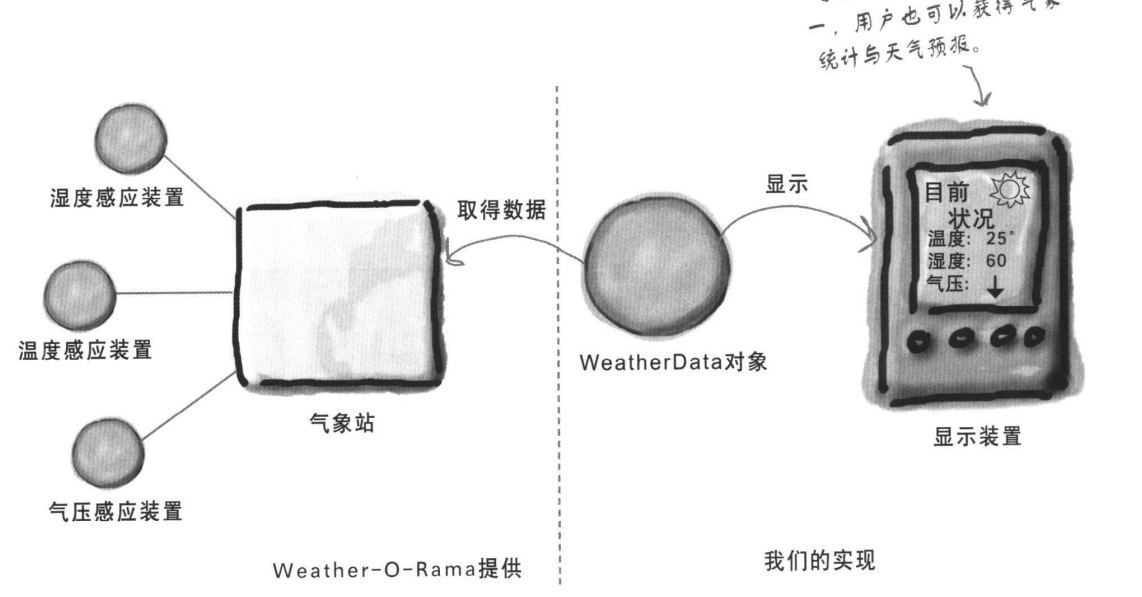 一，用户也可以获得气象
统计与天气预报。
湿度感应装置
温度感应装置
气压感应装置
气象站
取得数据
WeatherData对象
显示
目前
状况
温度: 25°
湿度: 60
气压:
显示装置
Weather-O-Rama提供
我们的实现